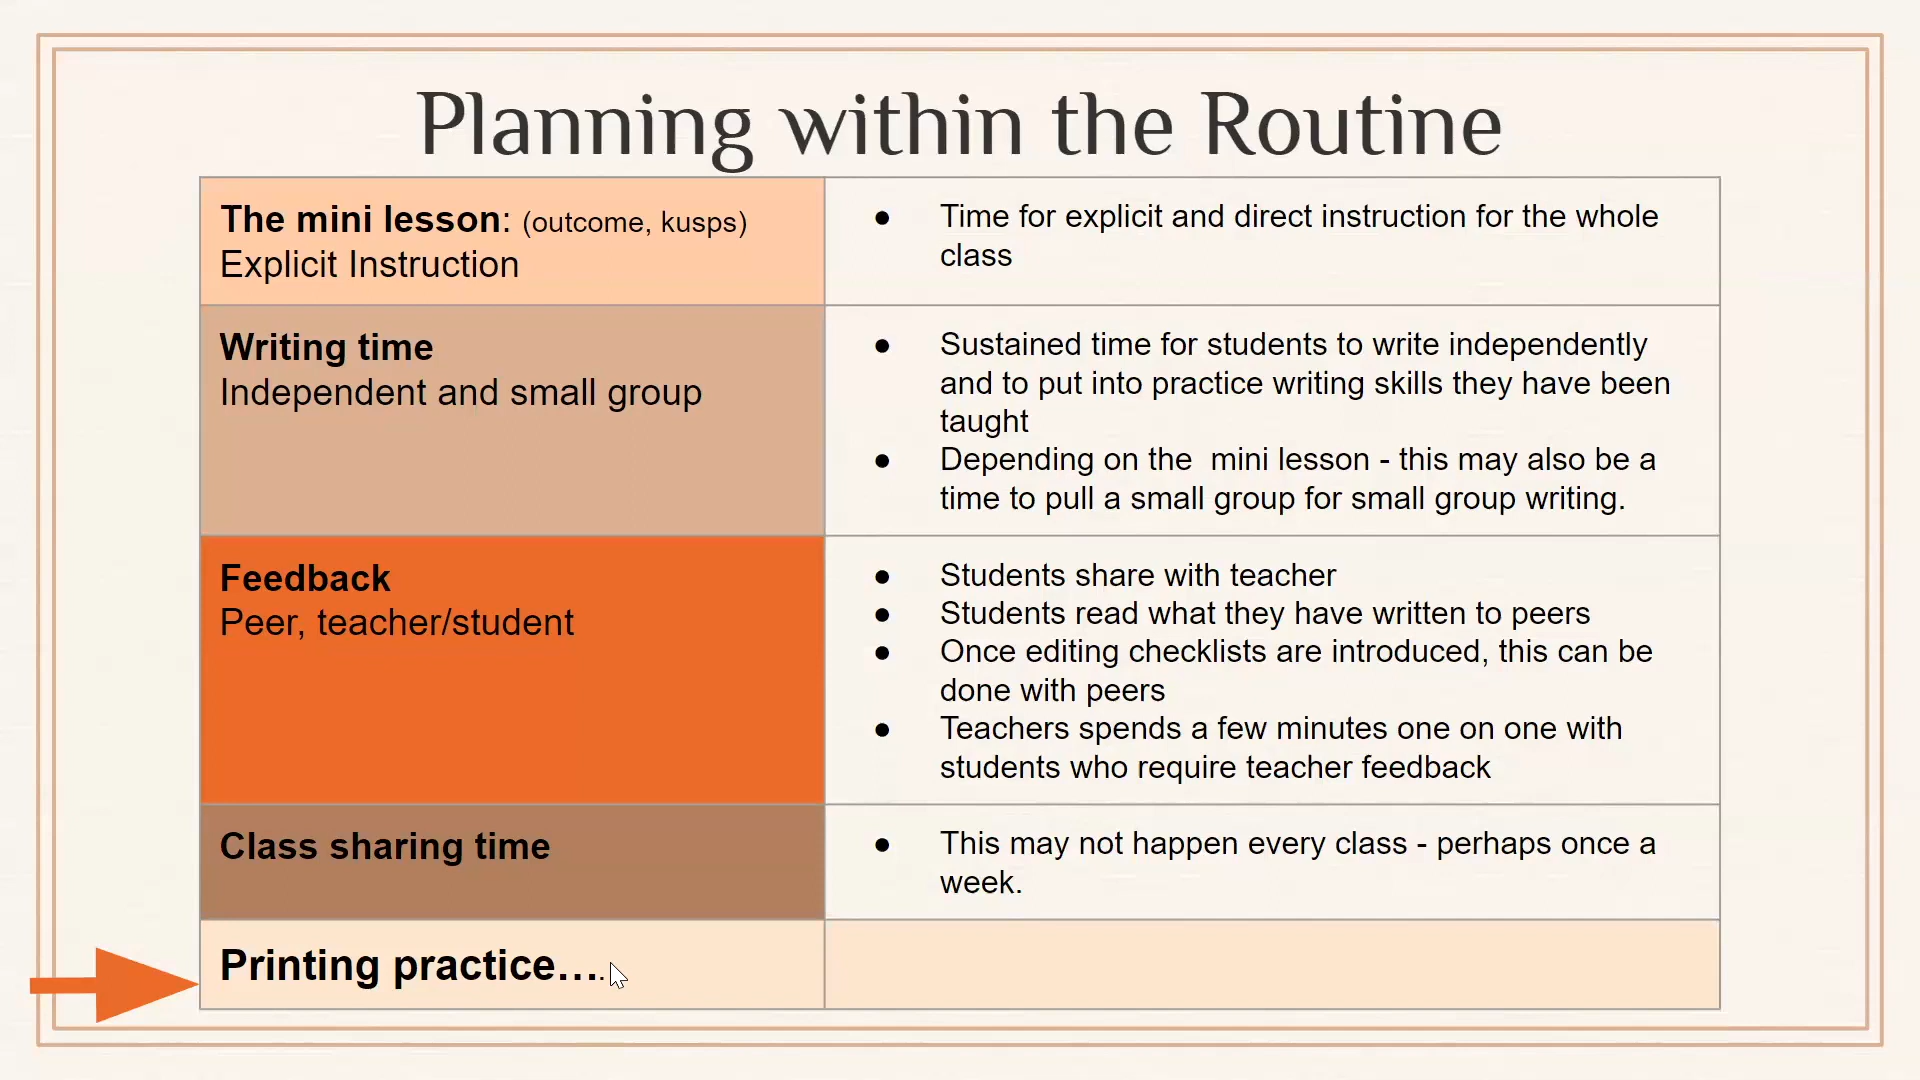 Planning within the Routine
The mini lesson: (outcome, kusps)
Explicit Instruction
● Time for explicit and direct instruction for the whole
class
Writing time
Independent and small group
● Sustained time for students to write independently
and to put into practice writing skills they have been
taught
● Depending on the  mini lesson - this may also be a
time to pull a small group for small group writing.
Feedback
Peer, teacher/student
● Students share with teacher
● Students read what they have written to peers
● Once editing checklists are introduced, this can be
done with peers
● Teachers spends a few minutes one on one with
students who require teacher feedback
Class sharing time
● This may not happen every class - perhaps once a
week.
Printing practice….